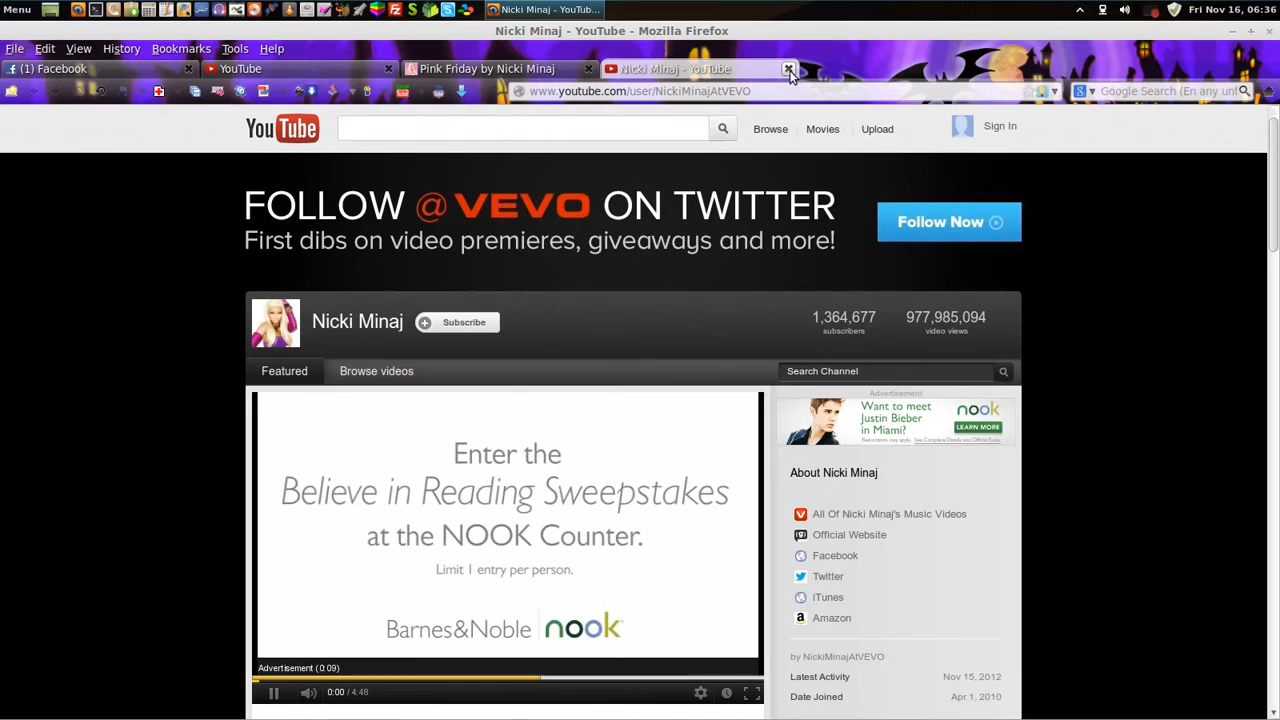 Menu
Nicki Minaj - YouTub...
Fri Nov 16, 06:36
Nicki Minaj - YouTube - Mozilla Firefox
File Edit View History Bookmarks Tools Help
(1) Facebook
YouTube
Pink Friday by Nicki Minaj
Nicki Minaj - YouTube
www.youtube.com/user/NickiMinajAtVEVO
Google Search (En any unf
YouTube
Browse Movies Upload
Sign In
FOLLOW @VEVO ON TWITTER
First dibs on video premieres, giveaways and more!
Follow Now
Nicki Minaj
Subscribe
1,364,677
subscribers
977,985,094
video views
Featured
Browse videos
Search Channel
Enter the
Believe in Reading Sweepstakes
at the NOOK Counter.
Limit 1 entry per person.
Barnes&Noble nook
Advertisement (0:09)
0:00 / 4:48
Advertisement
Want to meet
Justin Bieber
in Miami?
nook
LEARN MORE
About Nicki Minaj
All Of Nicki Minaj's Music Videos
Official Website
Facebook
Twitter
iTunes
Amazon
by NickiMinajAtVEVO
Latest Activity Nov 15, 2012
Date Joined Apr 1, 2010